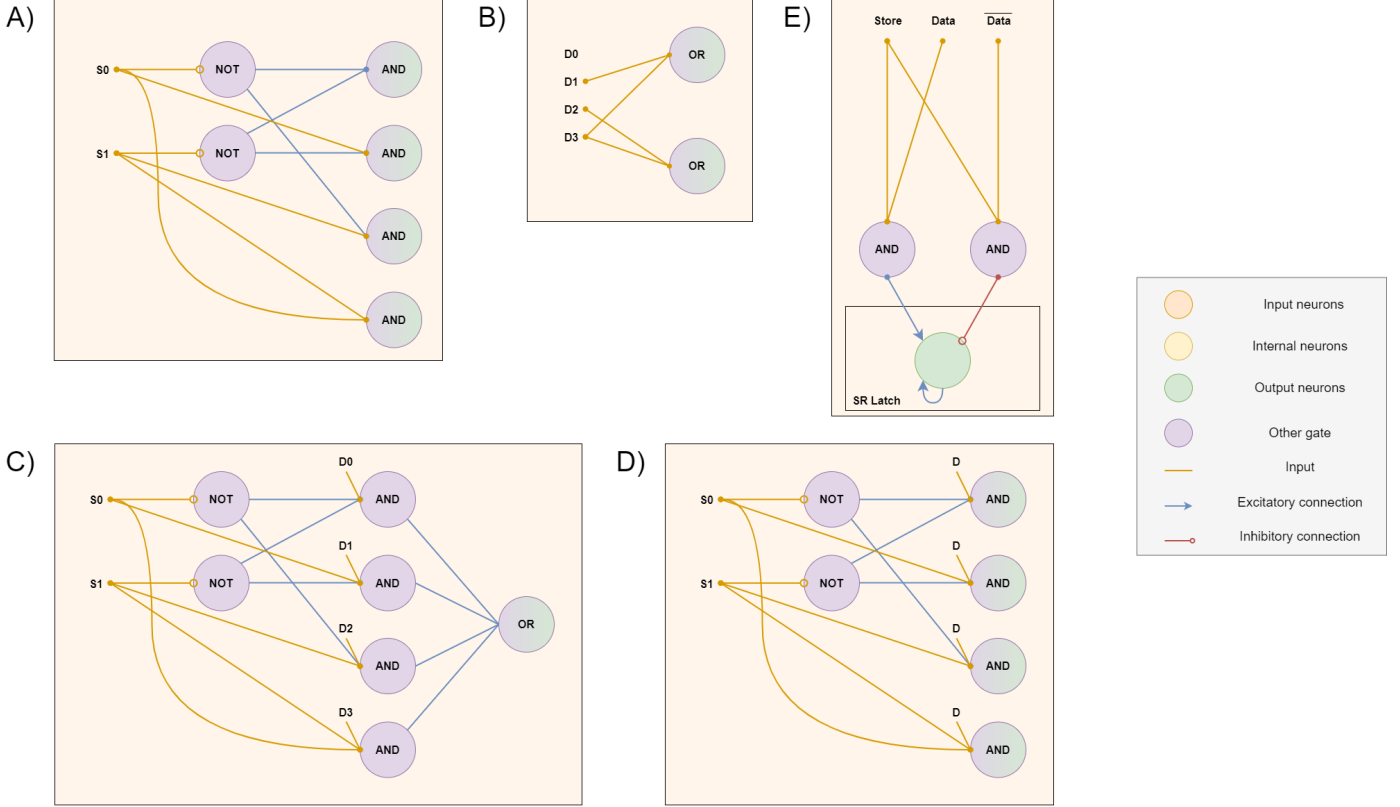 A)
S0
S1
NOT
NOT
AND
AND
AND
AND
B)
D0
D1
D2
D3
OR
OR
E)
Store Data D̅a̅t̅a̅
AND AND
SR Latch
Input neurons
Internal neurons
Output neurons
Other gate
Input
Excitatory connection
Inhibitory connection
C)
S0
S1
NOT
NOT
D0
AND
D1
AND
D2
AND
D3
AND
OR
D)
S0
S1
NOT
NOT
D
AND
D
AND
D
AND
D
AND